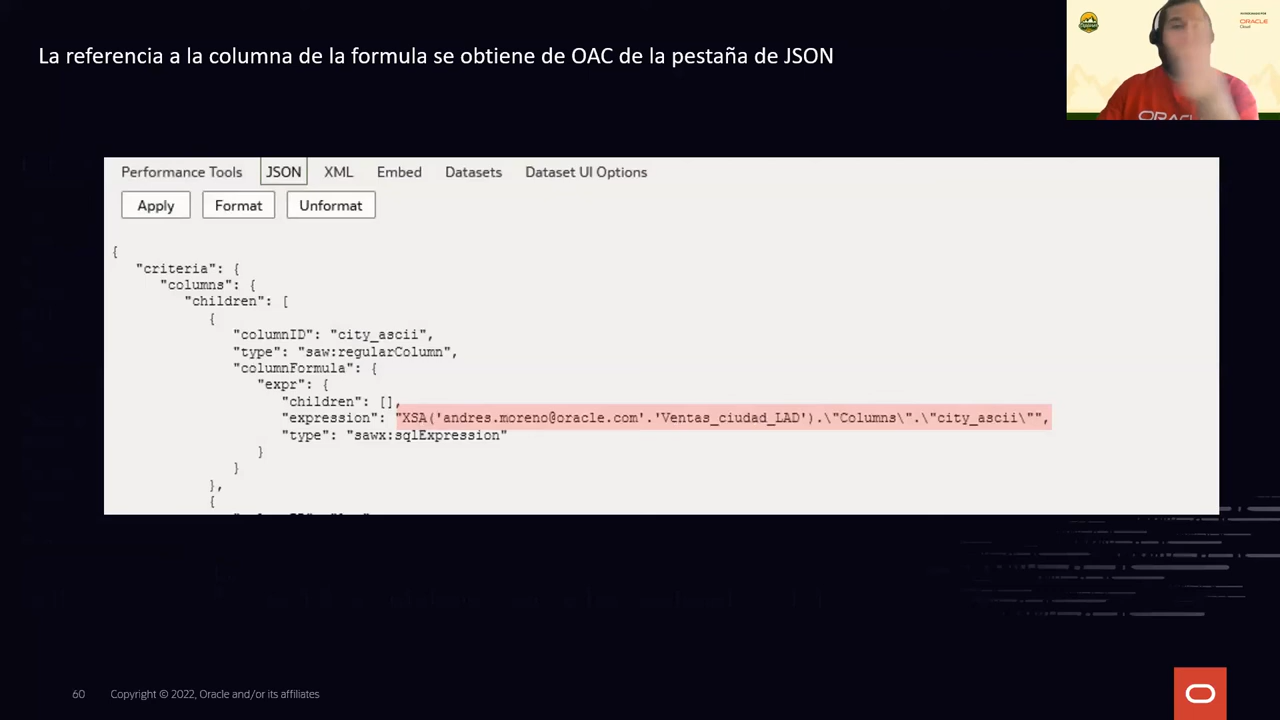 La referencia a la columna de la formula se obtiene de OAC de la pestaña de JSON
ORACLE
Performance Tools JSON XML Embed Datasets Dataset UI Options
Apply Format Unformat
{
"criteria": {
"columns": {
"children": [
{
"columnID": "city_ascii",
"type": "saw:regularColumn",
"columnFormula": {
"expr": {
"children": [],
"expression": "XSA('andres.moreno@oracle.com'.'Ventas_ciudad_LAD').\"Columns\".\"city_ascii\"",
"type": "sawx:sqlExpression"
}
}
},
{
60 Copyright © 2022, Oracle and/or its affiliates